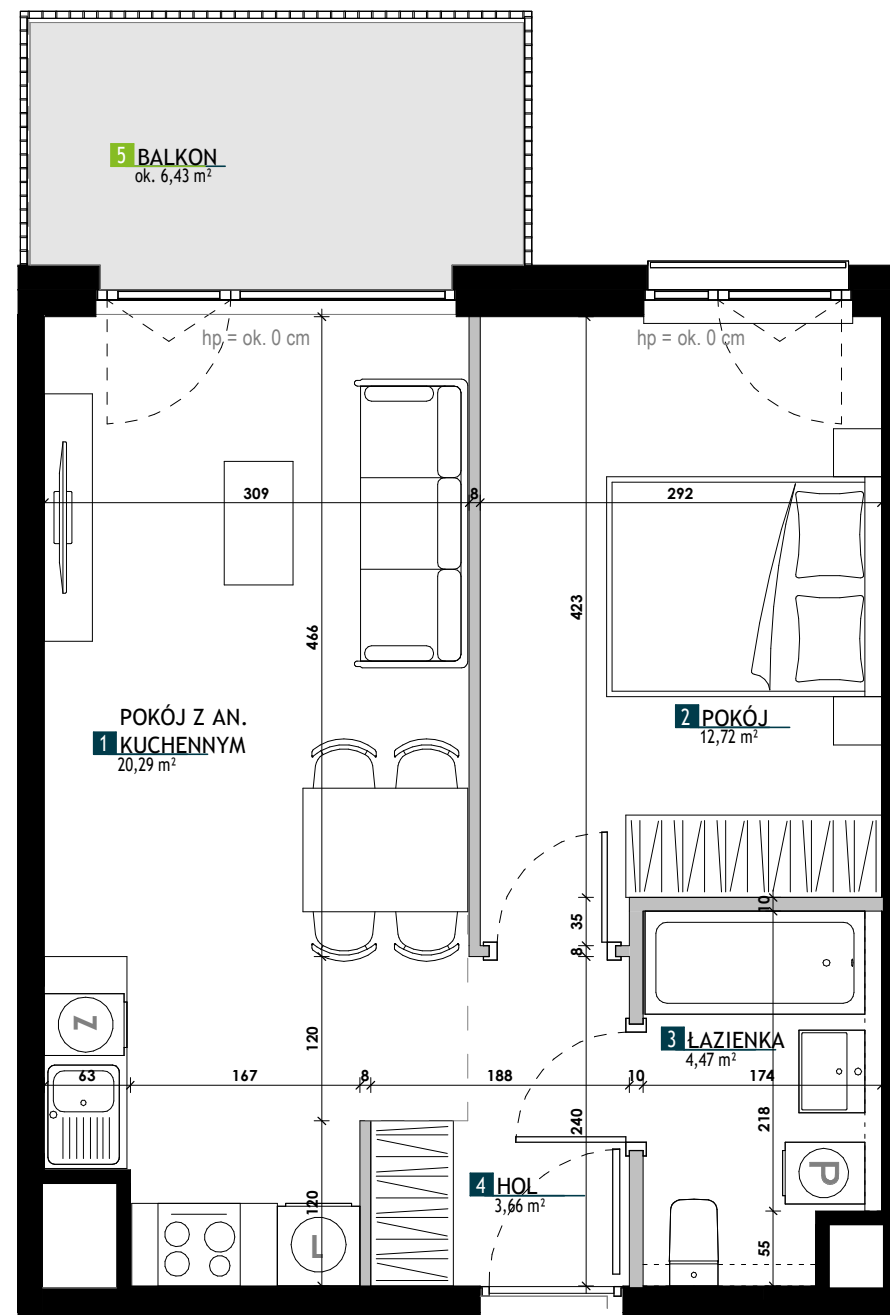 5 BALKON
ok. 6,43 m²
hp = ok. 0 cm
hp = ok. 0 cm
309
8
292
466
423
POKÓJ Z AN.
1 KUCHENNYM
20,29 m²
2 POKÓJ
12,72 m²
10
35
8
Z
120
3 ŁAZIENKA
4,47 m²
63
167
8
188
10
174
240
218
P
4 HOL
3,66 m²
120
L
55